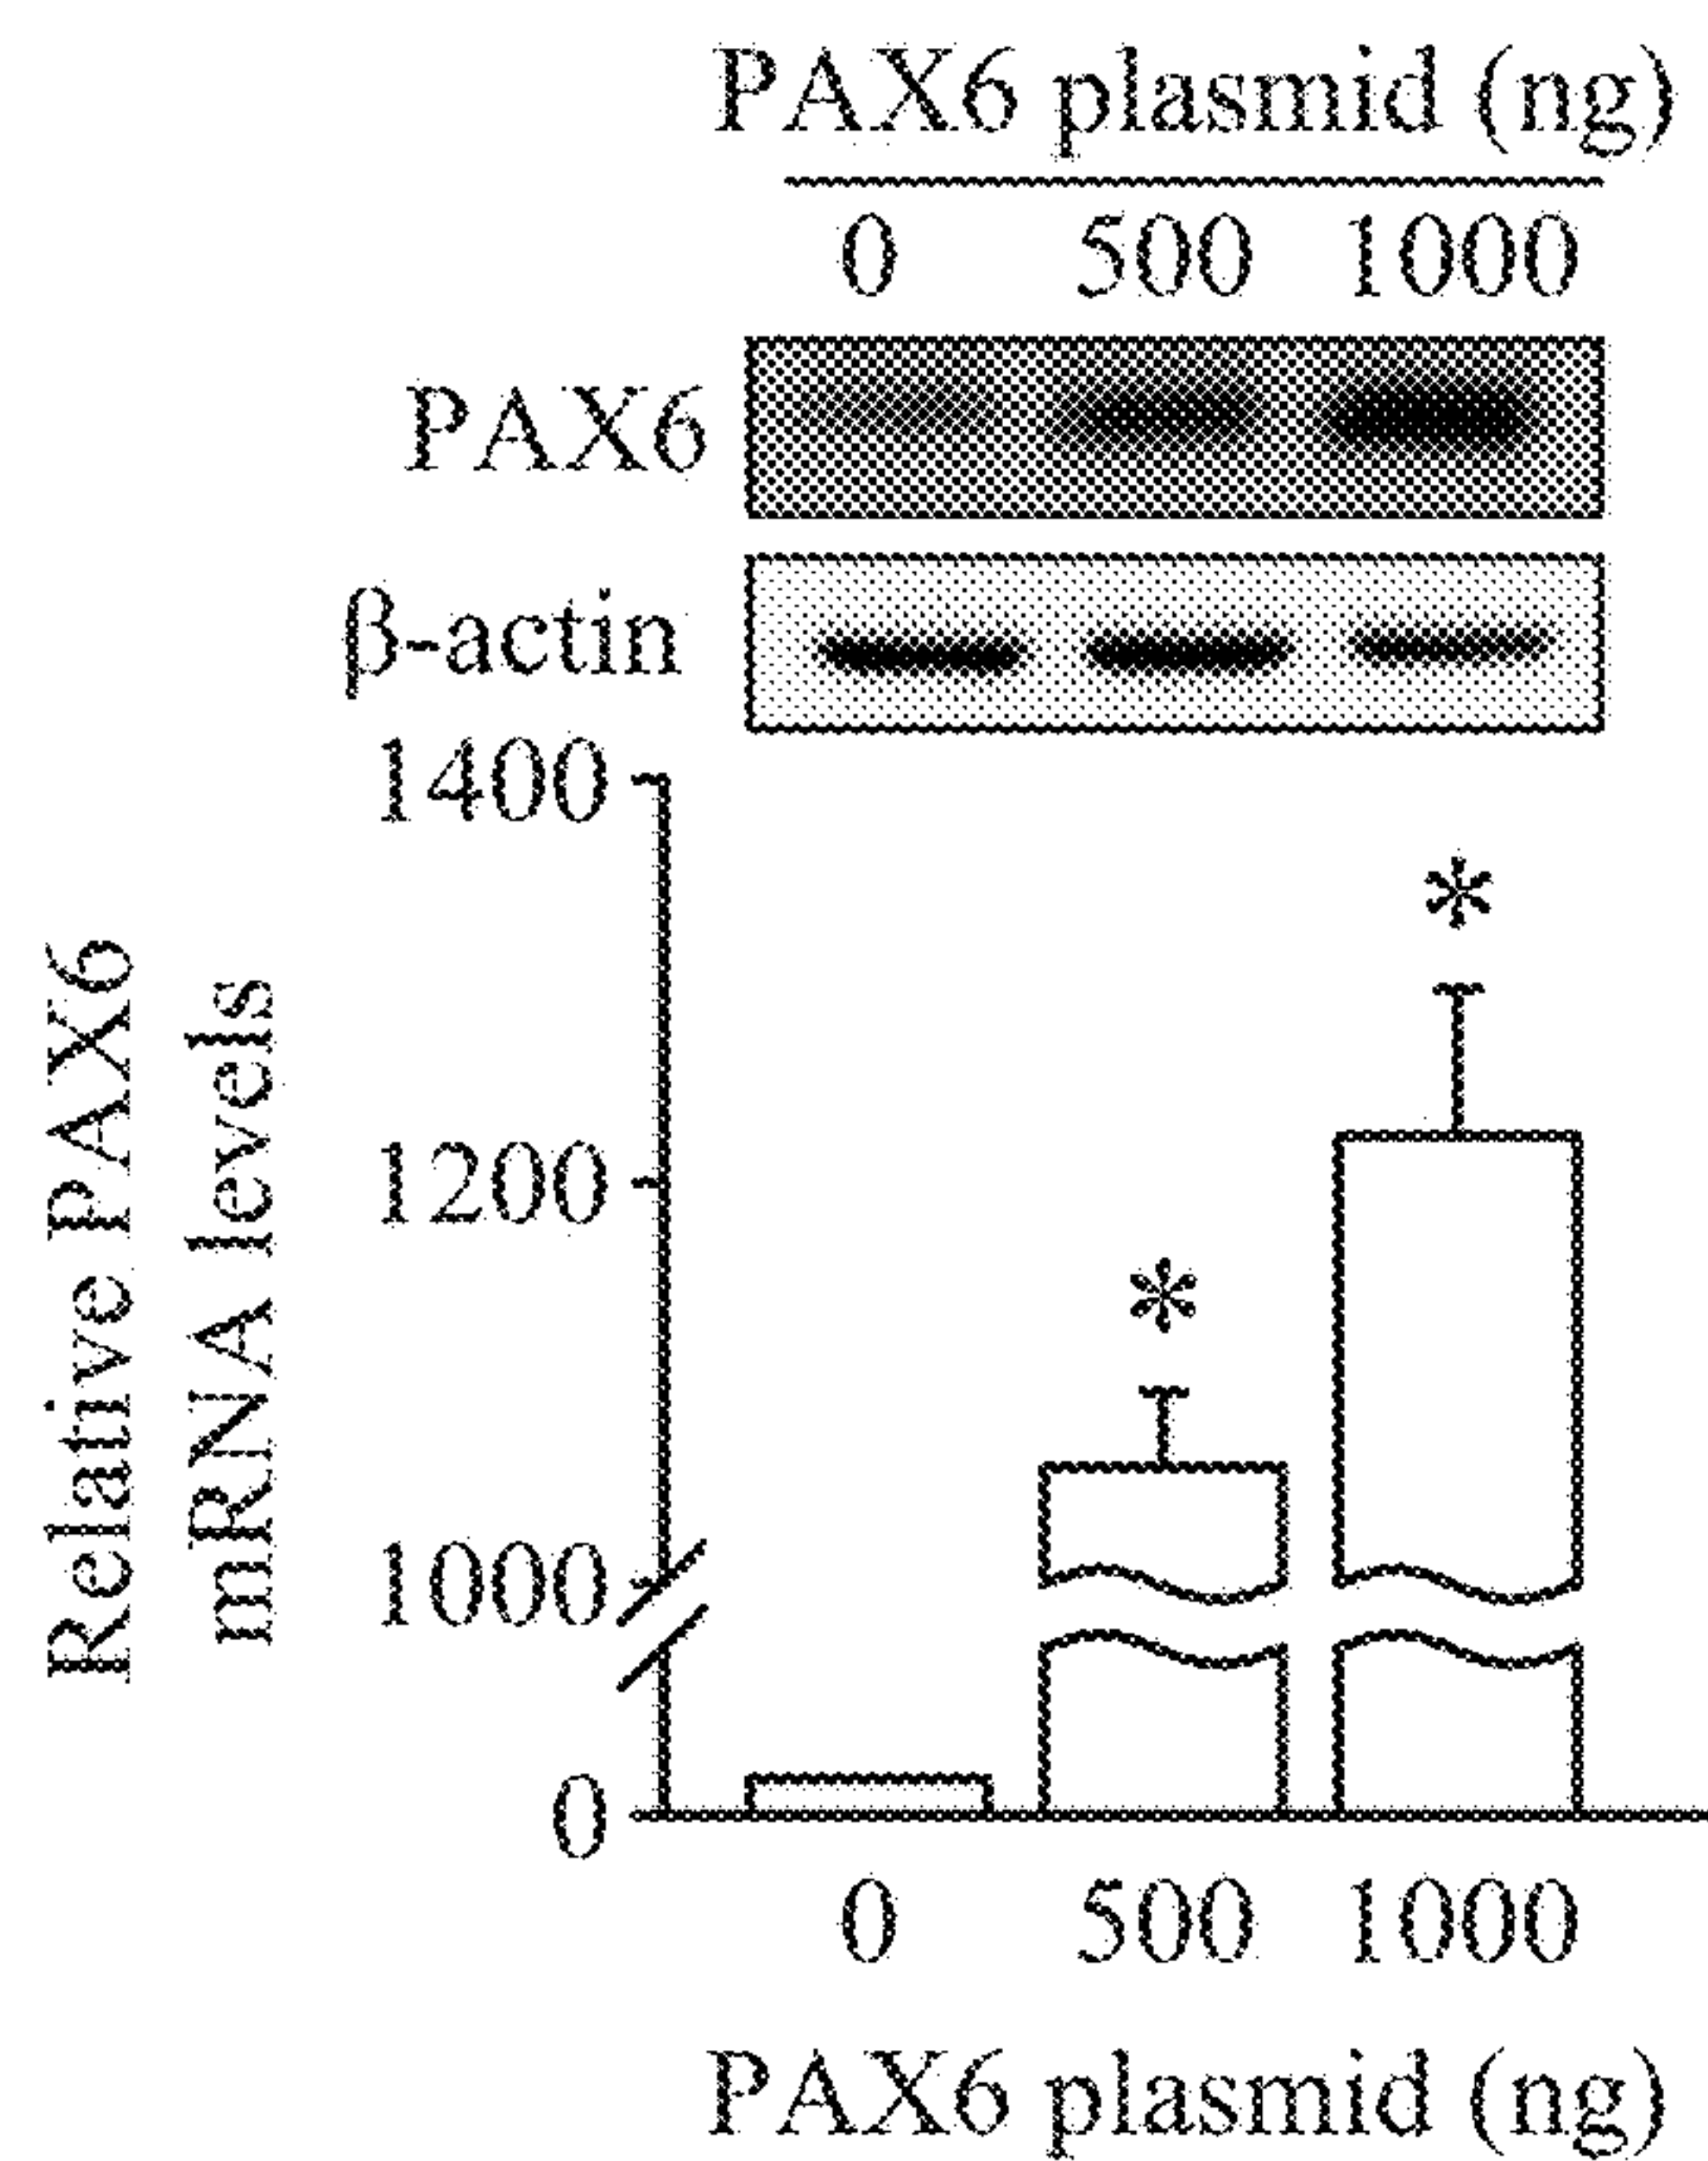 PAX6 plasmid (ng)
0 500 1000
PAX6
β-actin
1400
1200
1000
0
Relative PAX6
mRNA levels
*
*
0 500 1000
PAX6 plasmid (ng)